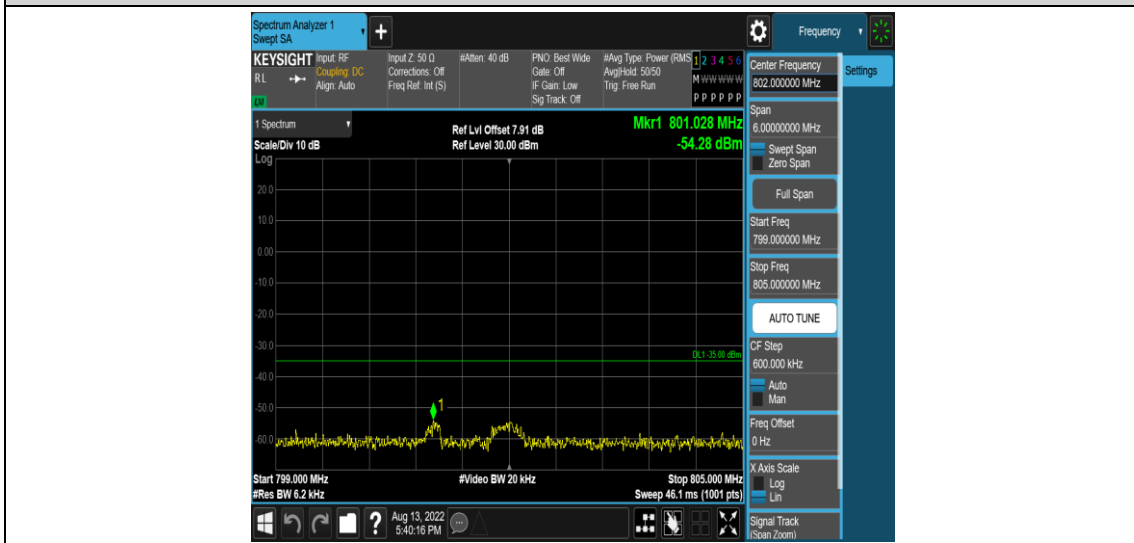 Spectrum Analyzer 1
Swept SA
+
Frequency
KEYSIGHT
RL
Input: RF
Coupling: DC
Align: Auto
Input Z: 50 Ω
Corrections: Off
Freq Ref: Int (S)
#Atten: 40 dB
PNO: Best Wide
Gate: Off
IF Gain: Low
Sig Track: Off
#Avg Type: Power (RMS
Avg|Hold: 50/50
Trig: Free Run
1 2 3 4 5 6
M W W W W W
P P P P P P
1 Spectrum
Scale/Div 10 dB
Log
Ref Lvl Offset 7.91 dB
Ref Level 30.00 dBm
Mkr1 801.028 MHz
-54.28 dBm
20.0
10.0
0.00
-10.0
-20.0
-30.0
-40.0
-50.0
-60.0
DL1 -35.00 dBm
1
Start 799.000 MHz
#Res BW 6.2 kHz
#Video BW 20 kHz
Stop 805.000 MHz
Sweep 46.1 ms (1001 pts)
?
Aug 13, 2022
5:40:16 PM
Center Frequency
802.000000 MHz
Settings
Span
6.00000000 MHz
Swept Span
Zero Span
Full Span
Start Freq
799.000000 MHz
Stop Freq
805.000000 MHz
AUTO TUNE
CF Step
600.000 kHz
Auto
Man
Freq Offset
0 Hz
X Axis Scale
Log
Lin
Signal Track
(Span Zoom)